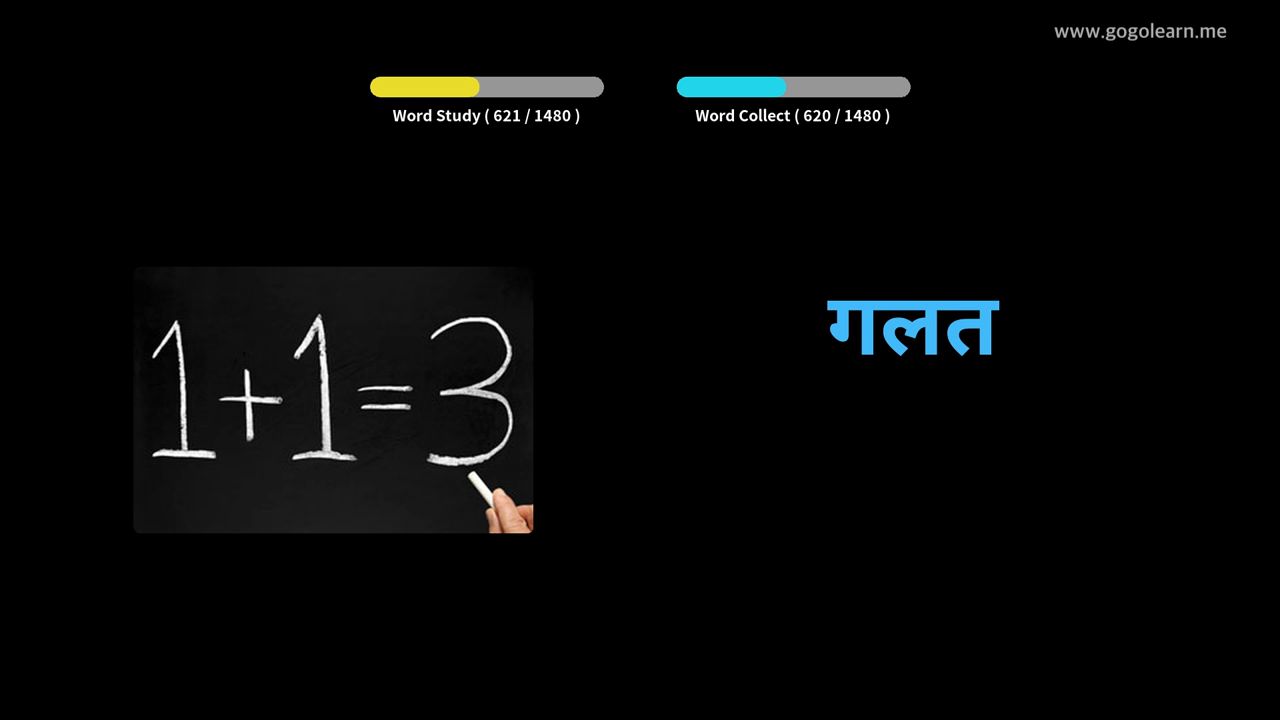 www.gogolearn.me
Word Study ( 621 / 1480 )
Word Collect ( 620 / 1480 )
1+1=3
गलत